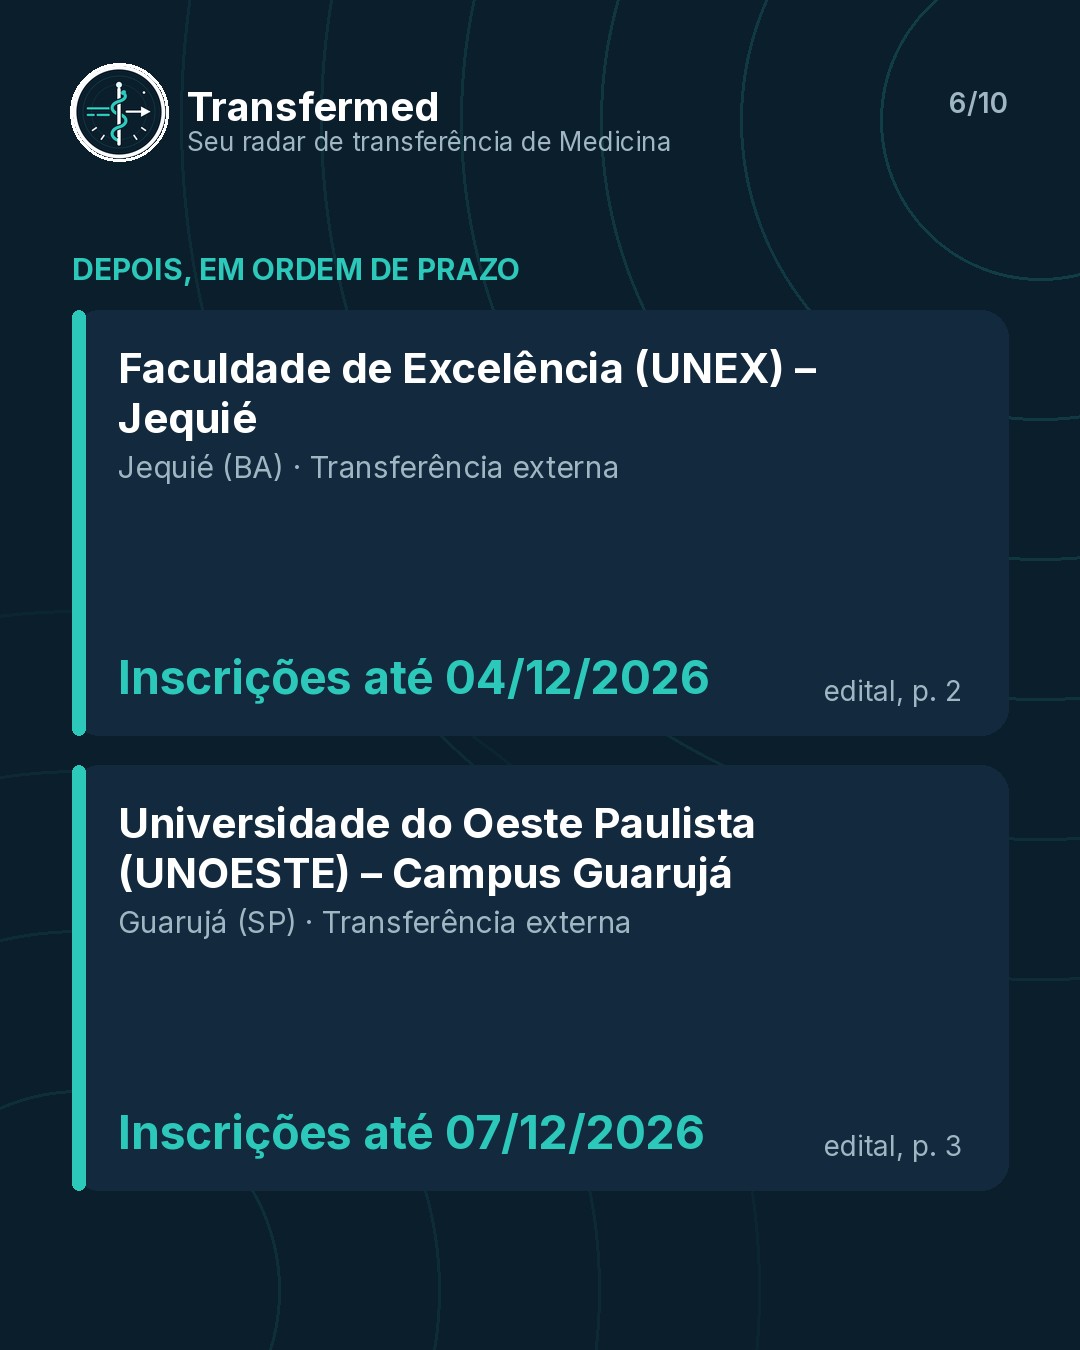 Transfermed
Seu radar de transferência de Medicina
6/10
DEPOIS, EM ORDEM DE PRAZO
Faculdade de Excelência (UNEX) –
Jequié
Jequié (BA) · Transferência externa
Inscrições até 04/12/2026
edital, p. 2
Universidade do Oeste Paulista
(UNOESTE) – Campus Guarujá
Guarujá (SP) · Transferência externa
Inscrições até 07/12/2026
edital, p. 3